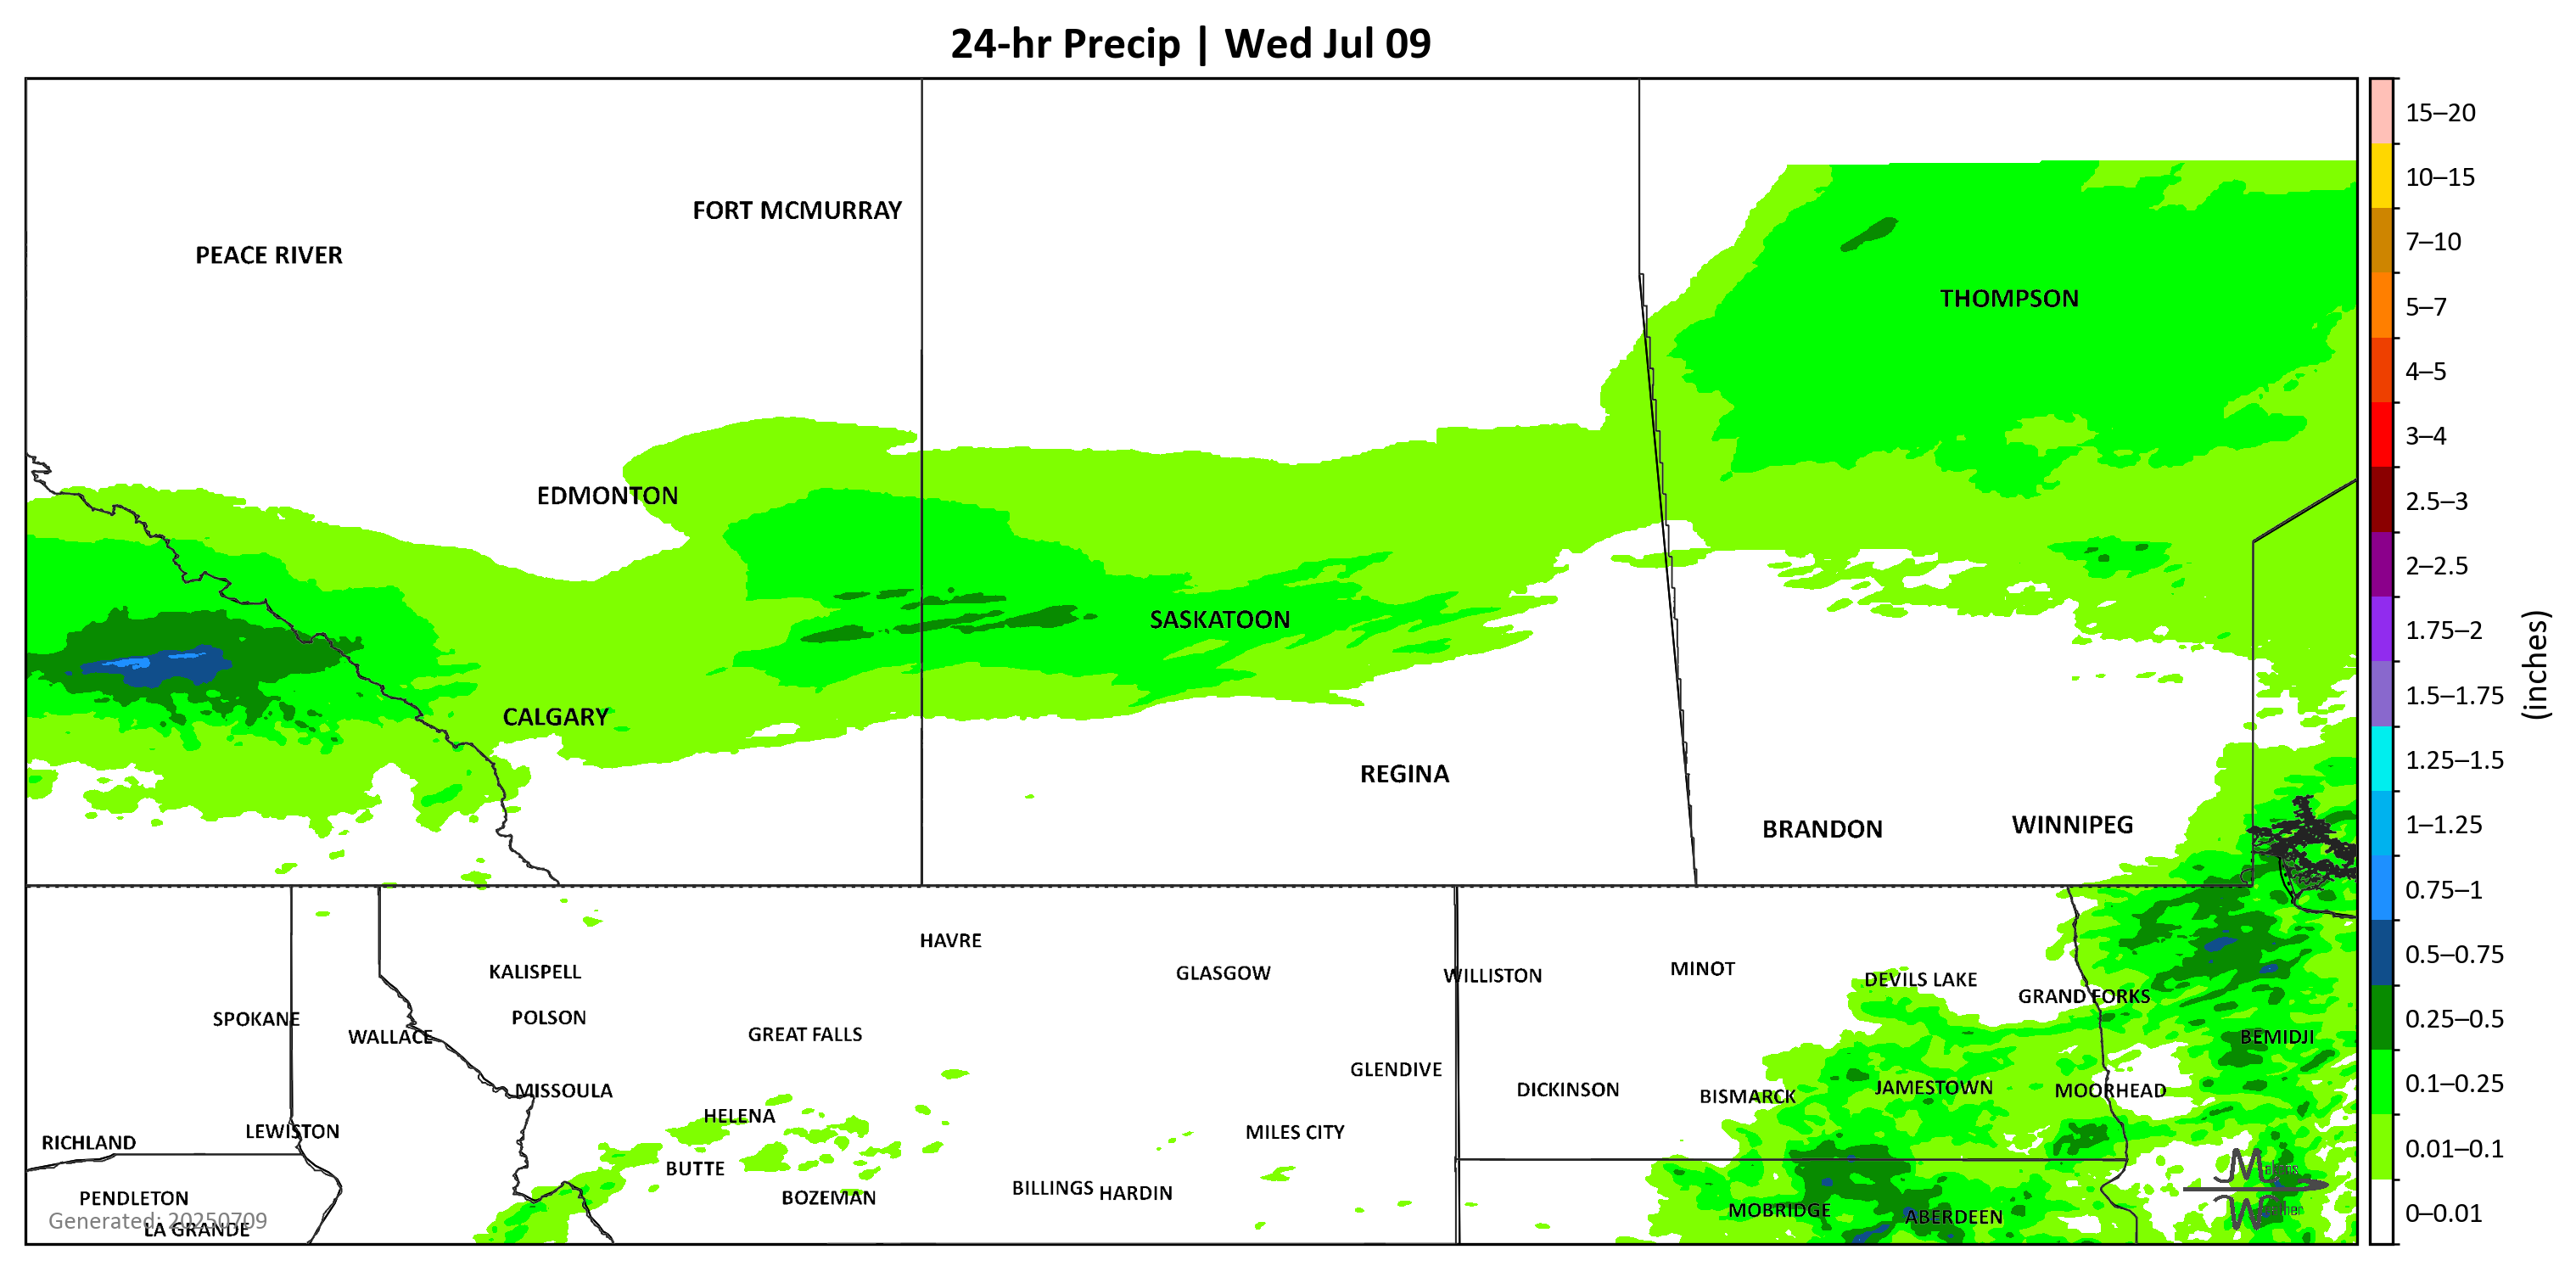 24-hr Precip | Wed Jul 09
FORT MCMURRAY
PEACE RIVER
THOMPSON
EDMONTON
SASKATOON
CALGARY
REGINA
BRANDON
WINNIPEG
HAVRE
KALISPELL
GLASGOW
WILLISTON
MINOT
DEVILS LAKE
GRAND FORKS
SPOKANE
POLSON
WALLACE
GREAT FALLS
BEMIDJI
GLENDIVE
MISSOULA
DICKINSON
BISMARCK
JAMESTOWN
MOORHEAD
HELENA
LEWISTON
MILES CITY
RICHLAND
BUTTE
BILLINGS
HARDIN
PENDLETON
BOZEMAN
MOBRIDGE
ABERDEEN
Generated: 20250709
LA GRANDE
15–20
10–15
7–10
5–7
4–5
3–4
2.5–3
2–2.5
1.75–2
1.5–1.75
1.25–1.5
1–1.25
0.75–1
0.5–0.75
0.25–0.5
0.1–0.25
0.01–0.1
0–0.01
(inches)